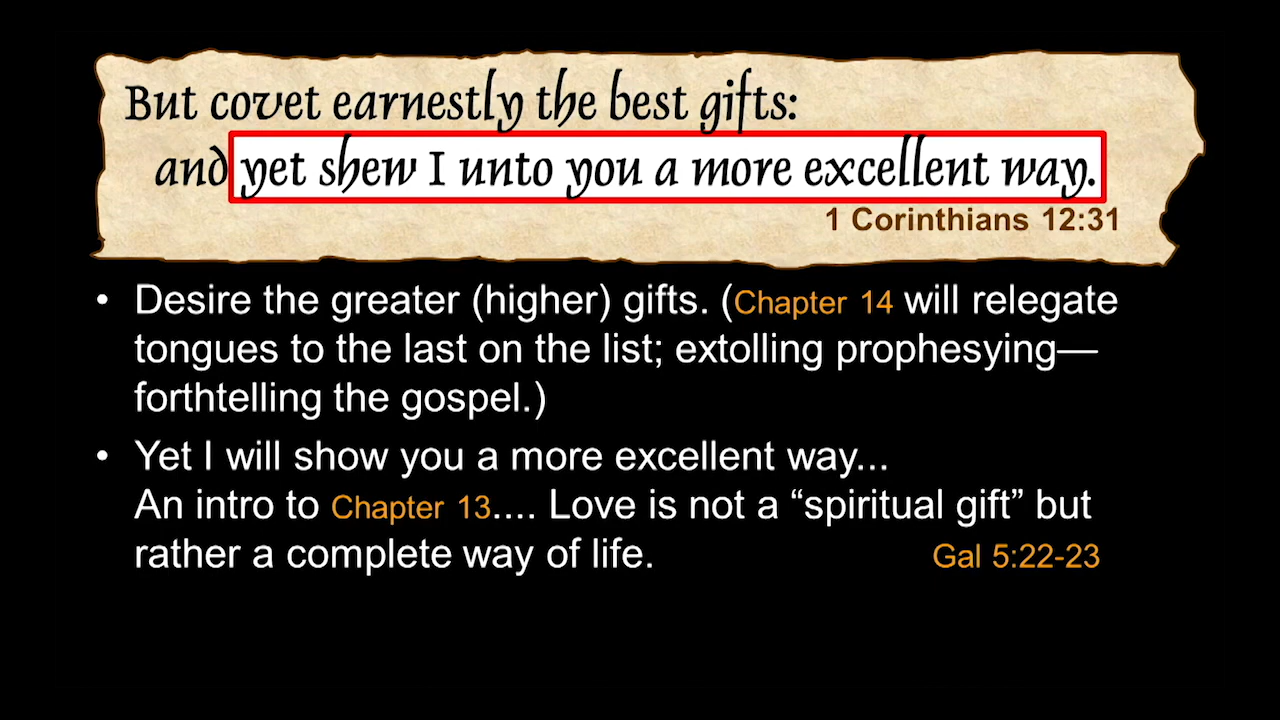 But covet earnestly the best gifts:
and yet shew I unto you a more excellent way.
1 Corinthians 12:31
• Desire the greater (higher) gifts. (Chapter 14 will relegate
tongues to the last on the list; extolling prophesying—
forthtelling the gospel.)
• Yet I will show you a more excellent way...
An intro to Chapter 13.... Love is not a “spiritual gift” but
rather a complete way of life. Gal 5:22-23